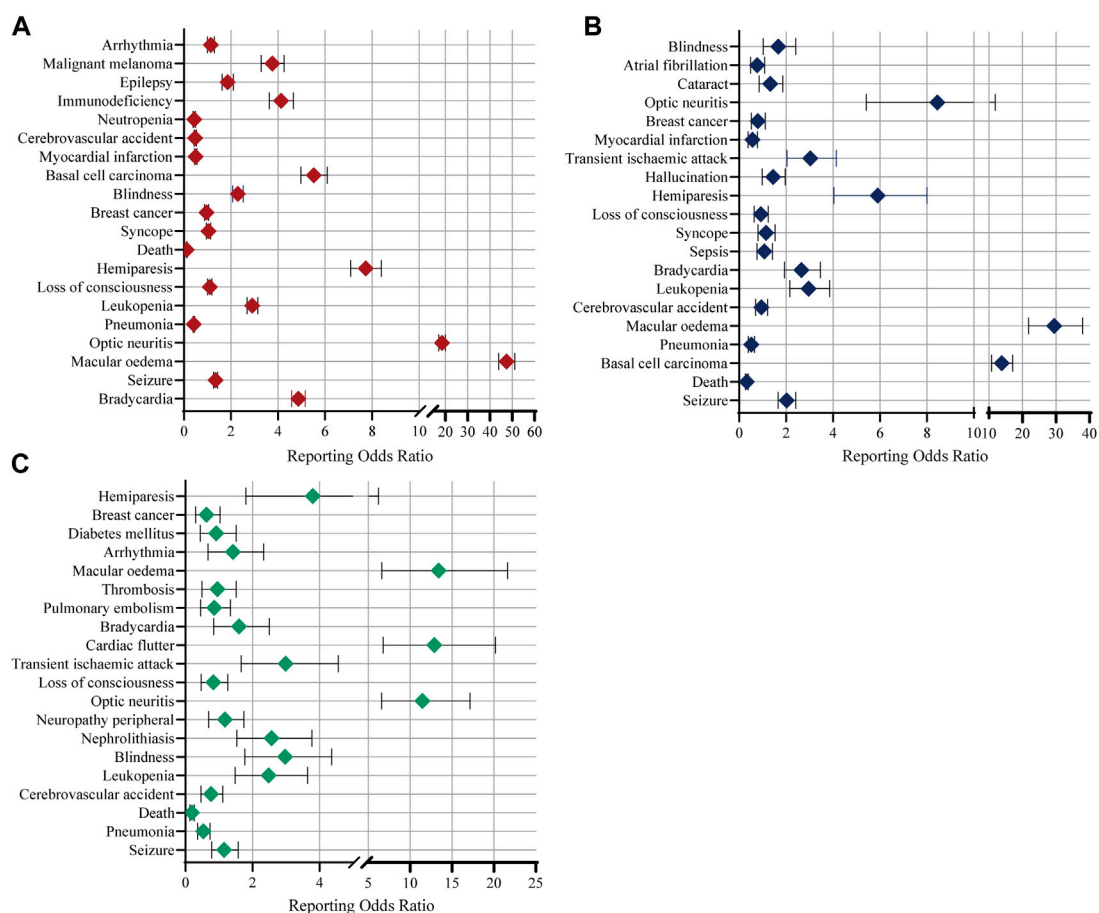 A
Arrhythmia
Malignant melanoma
Epilepsy
Immunodeficiency
Neutropenia
Cerebrovascular accident
Myocardial infarction
Basal cell carcinoma
Blindness
Breast cancer
Syncope
Death
Hemiparesis
Loss of consciousness
Leukopenia
Pneumonia
Optic neuritis
Macular oedema
Seizure
Bradycardia
0 2 4 6 8 10 20 30 40 50 60
Reporting Odds Ratio
B
Blindness
Atrial fibrillation
Cataract
Optic neuritis
Breast cancer
Myocardial infarction
Transient ischaemic attack
Hallucination
Hemiparesis
Loss of consciousness
Syncope
Sepsis
Bradycardia
Leukopenia
Cerebrovascular accident
Macular oedema
Pneumonia
Basal cell carcinoma
Death
Seizure
0 2 4 6 8 10 10 20 30 40
Reporting Odds Ratio
C
Hemiparesis
Breast cancer
Diabetes mellitus
Arrhythmia
Macular oedema
Thrombosis
Pulmonary embolism
Bradycardia
Cardiac flutter
Transient ischaemic attack
Loss of consciousness
Optic neuritis
Neuropathy peripheral
Nephrolithiasis
Blindness
Leukopenia
Cerebrovascular accident
Death
Pneumonia
Seizure
0 2 4 5 10 15 20 25
Reporting Odds Ratio